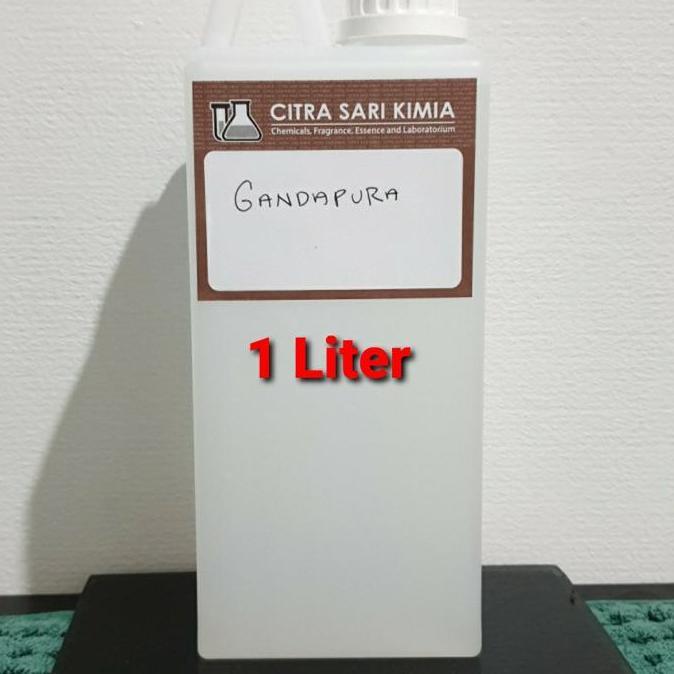 CITRA SARI KIMIA
Chemicals, Fragrance, Essence and Laboratorium
GANDAPURA
1 Liter